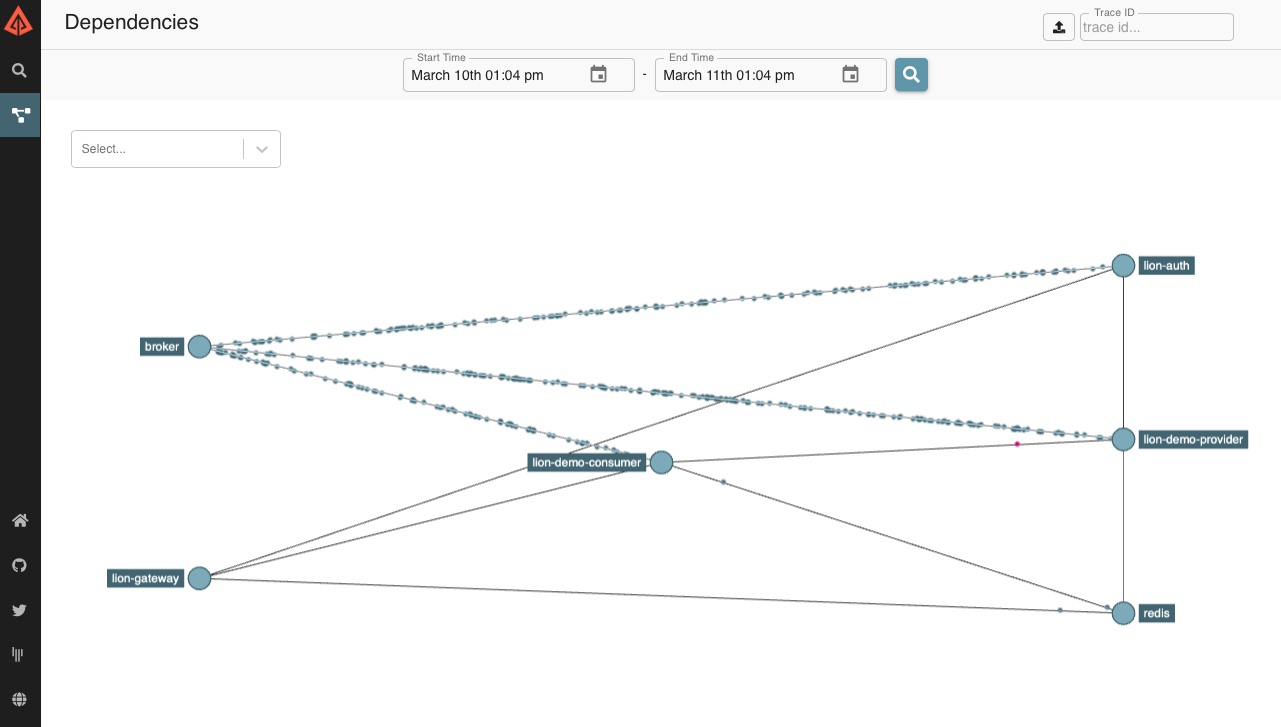 Dependencies
Trace ID
trace id...
Start Time
End Time
March 10th 01:04 pm
-
March 11th 01:04 pm
Select...
lion-auth
broker
lion-demo-provider
lion-demo-consumer
lion-gateway
redis